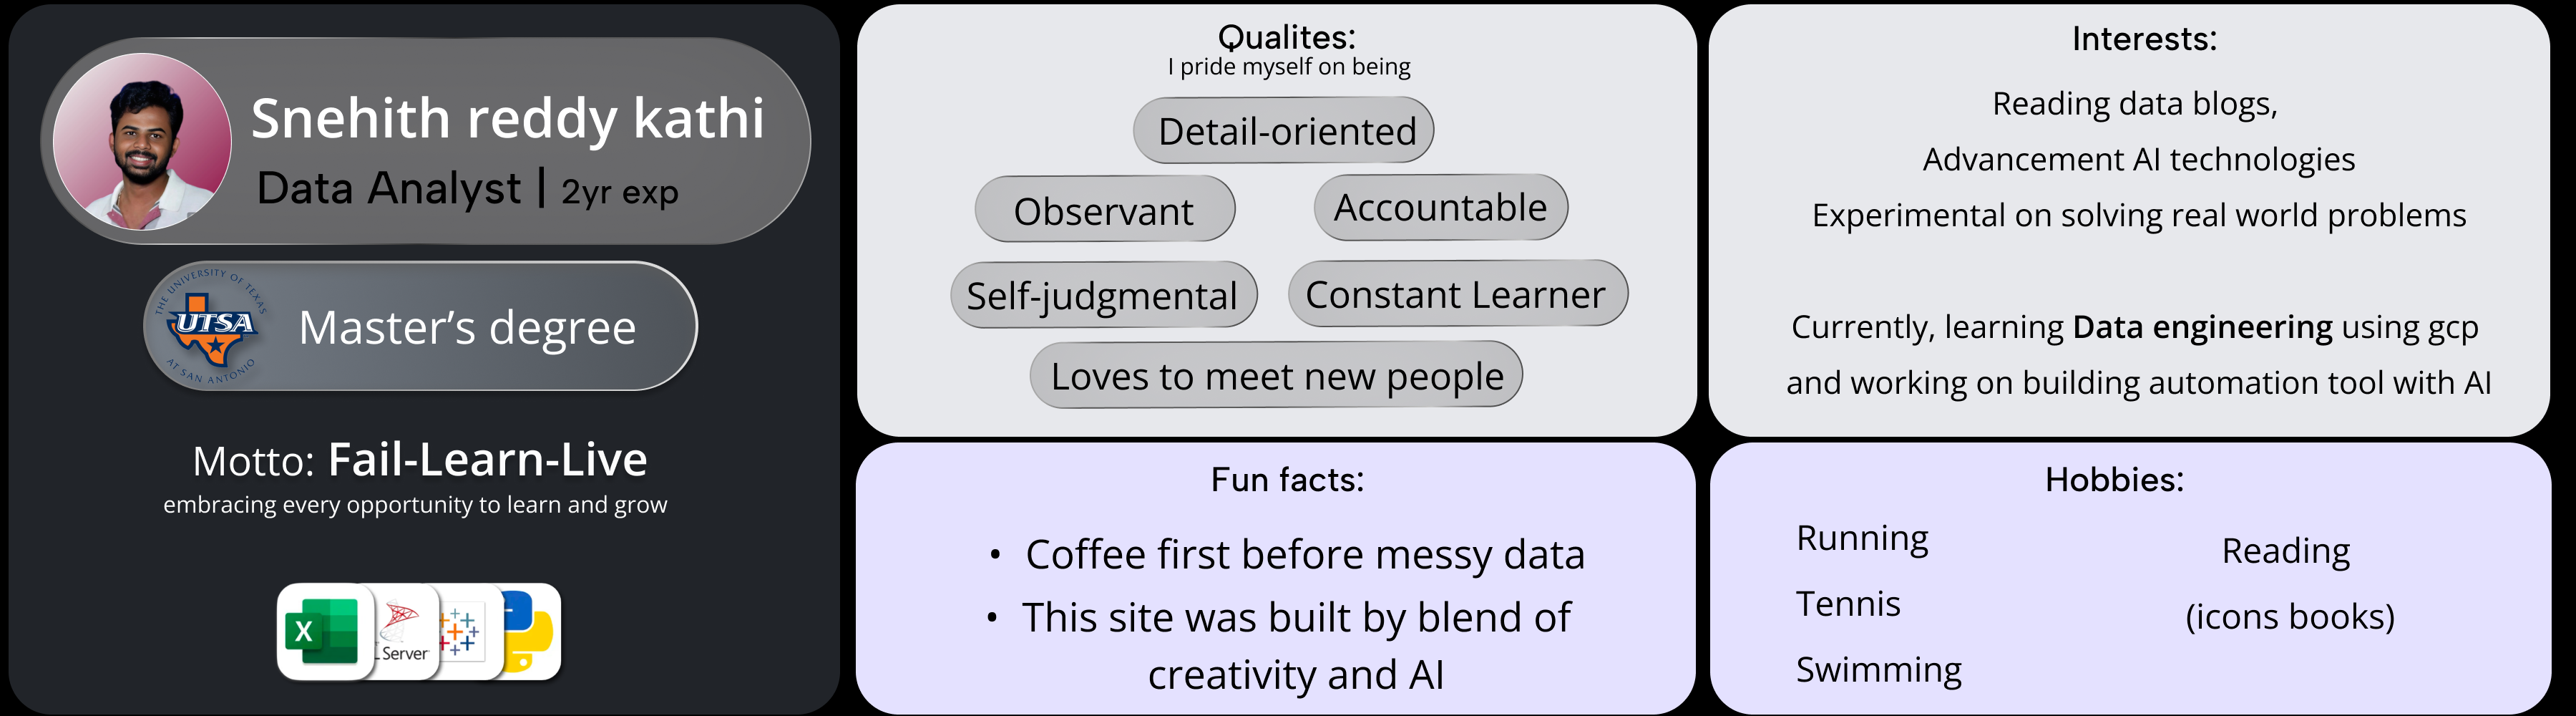 Snehith reddy kathi
Data Analyst | 2yr exp
THE UNIVERSITY OF TEXAS
UTSA
AT SAN ANTONIO
Master's degree
Motto: Fail-Learn-Live
embracing every opportunity to learn and grow
X
Server
Qualites:
I pride myself on being
Detail-oriented
Observant
Accountable
Self-judgmental
Constant Learner
Loves to meet new people
Interests:
Reading data blogs,
Advancement AI technologies
Experimental on solving real world problems
Currently, learning Data engineering using gcp
and working on building automation tool with AI
Fun facts:
• Coffee first before messy data
• This site was built by blend of
creativity and AI
Hobbies:
Running
Tennis
Swimming
Reading
(icons books)